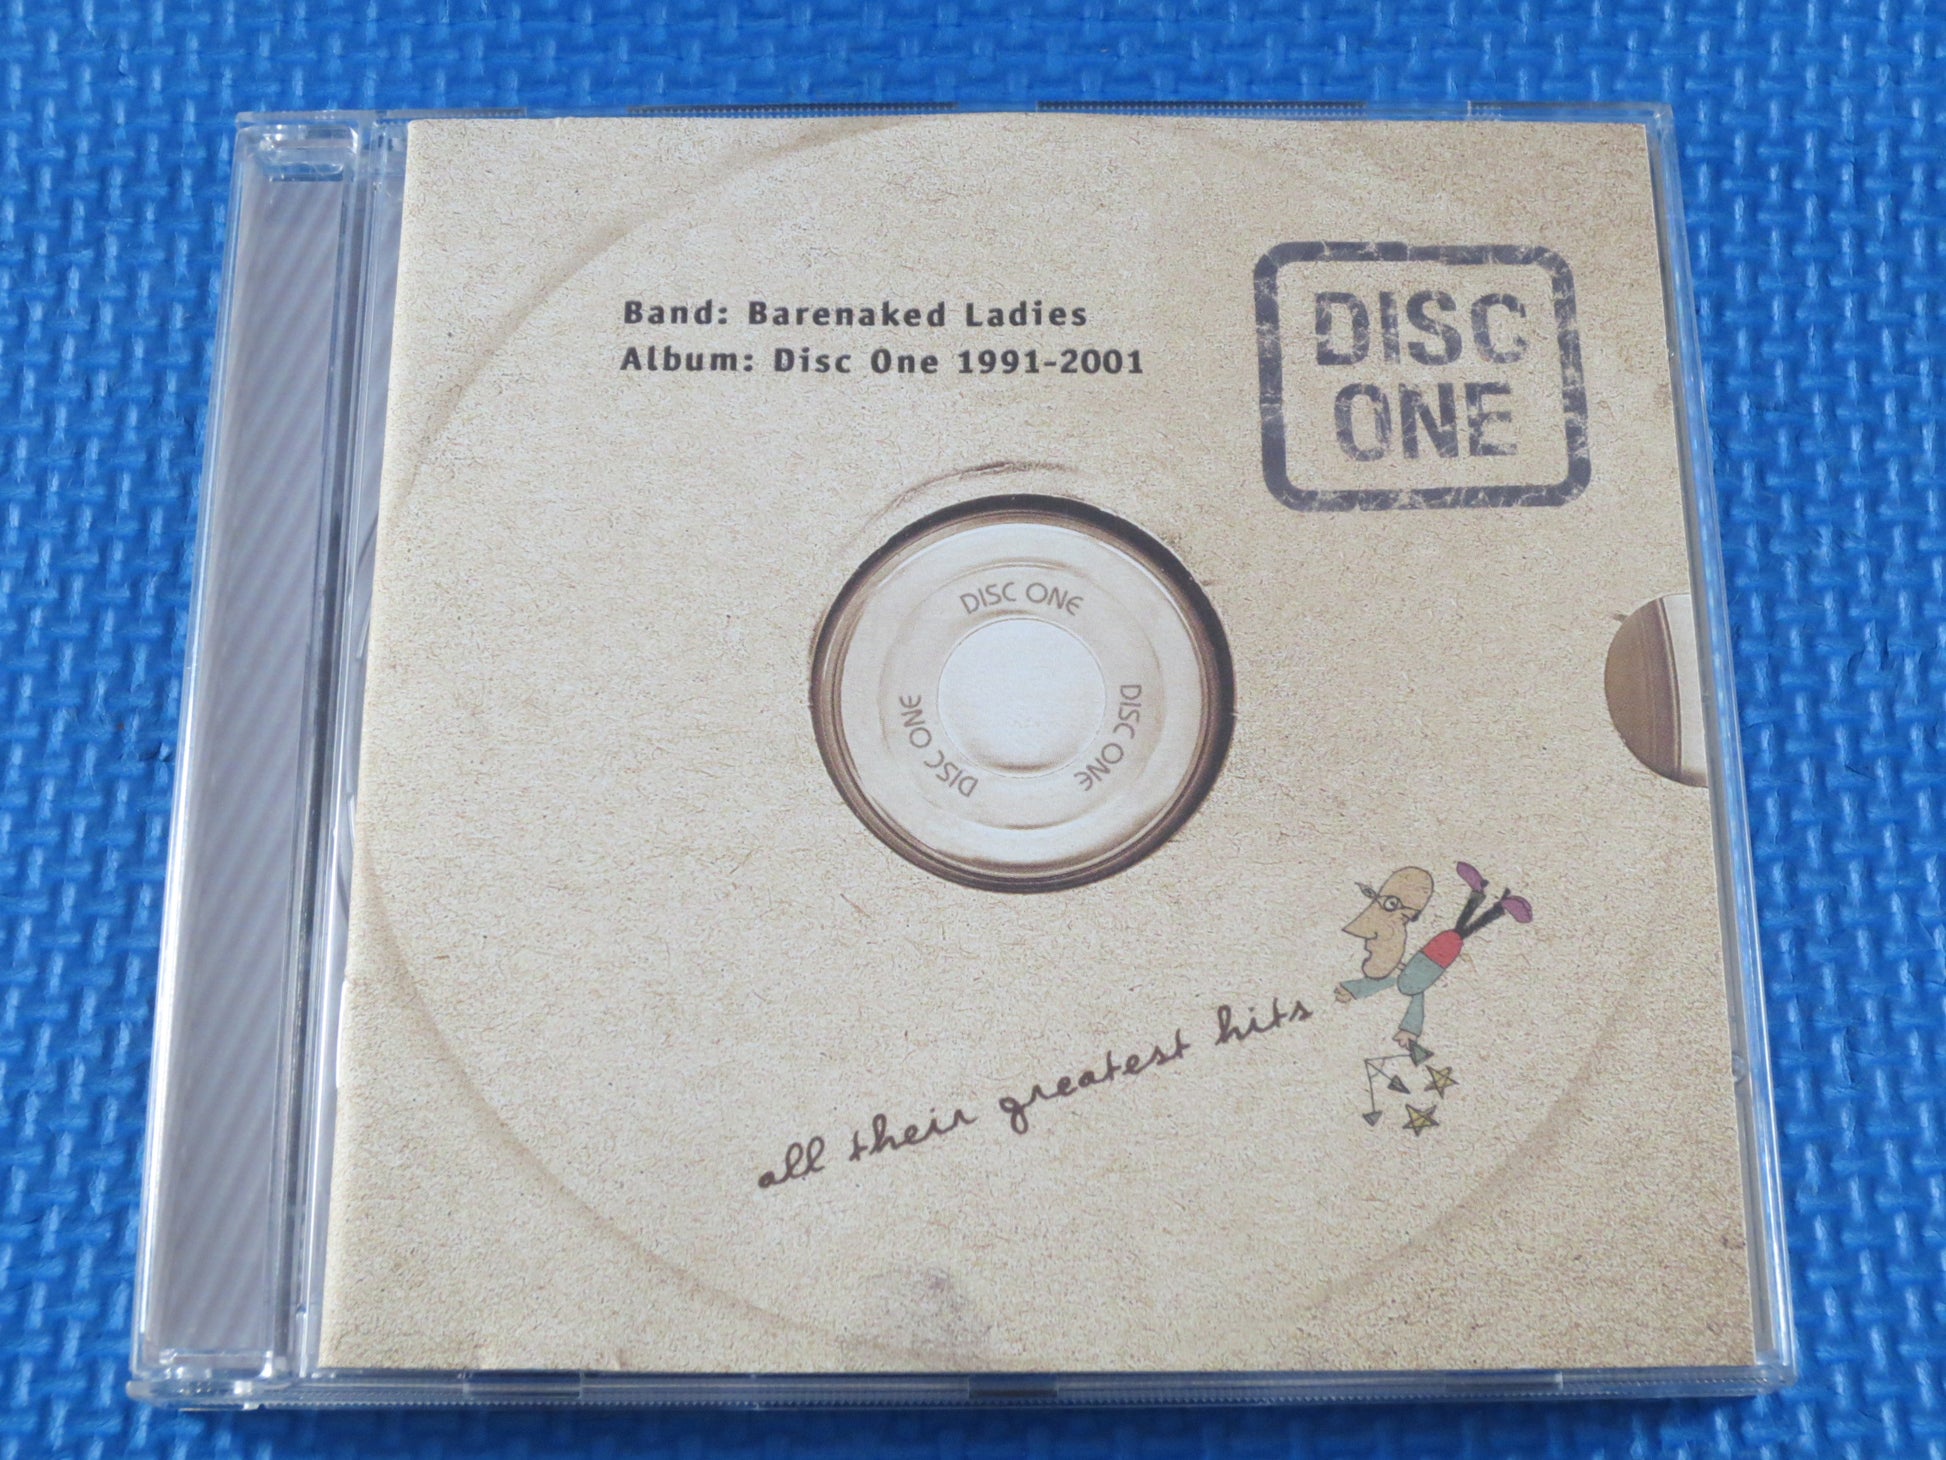 Band: Barenaked Ladies
Album: Disc One 1991-2001
DISC
ONE
DISC ONE
DISC ONE
DISC ONE
all their greatest hits